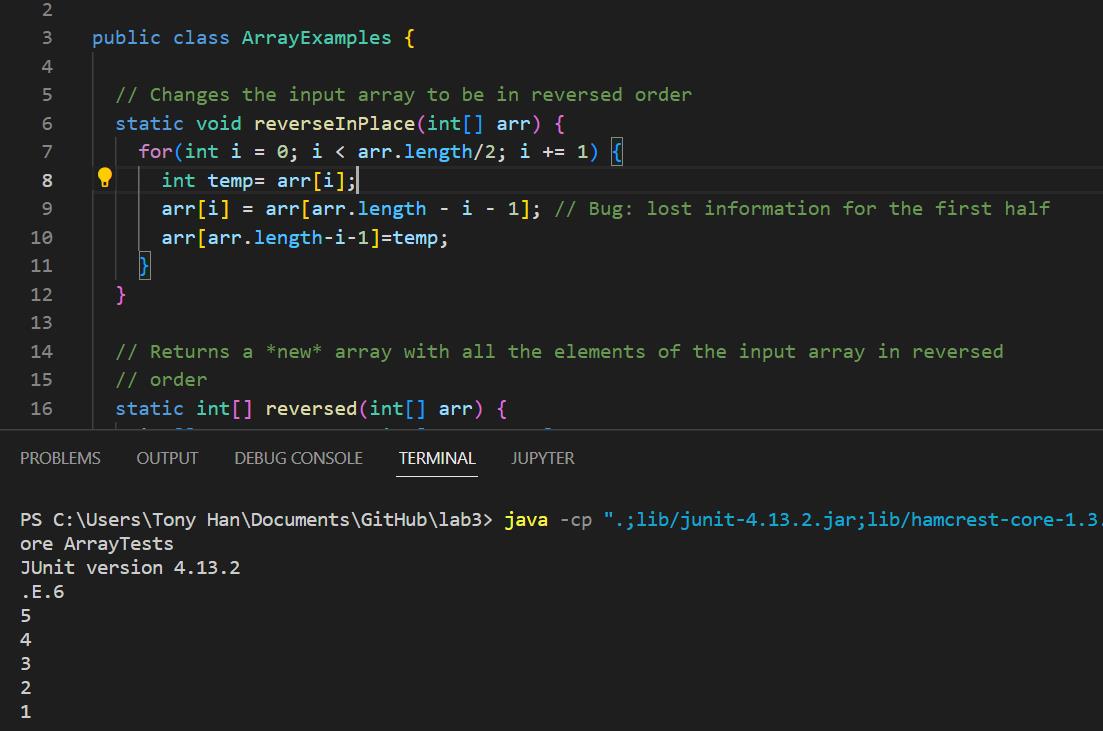 2
3 public class ArrayExamples {
4
5 // Changes the input array to be in reversed order
6 static void reverseInPlace(int[] arr) {
7 for(int i = 0; i < arr.length/2; i += 1) {
8 int temp= arr[i];
9 arr[i] = arr[arr.length - i - 1]; // Bug: lost information for the first half
10 arr[arr.length-i-1]=temp;
11 }
12 }
13
14 // Returns a *new* array with all the elements of the input array in reversed
15 // order
16 static int[] reversed(int[] arr) {
PROBLEMS OUTPUT DEBUG CONSOLE TERMINAL JUPYTER
PS C:\Users\Tony Han\Documents\GitHub\lab3> java -cp ".;lib/junit-4.13.2.jar;lib/hamcrest-core-1.3.
ore ArrayTests
JUnit version 4.13.2
.E.6
5
4
3
2
1